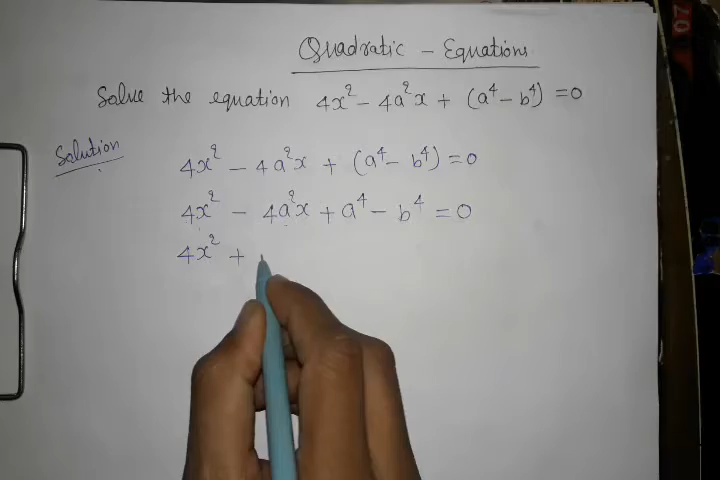 Quadratic - Equations
Solve the equation 4x² - 4a²x + (a⁴ - b⁴) = 0
Solution
4x² - 4a²x + (a⁴ - b⁴) = 0
4x² - 4a²x + a⁴ - b⁴ = 0
4x² +
20